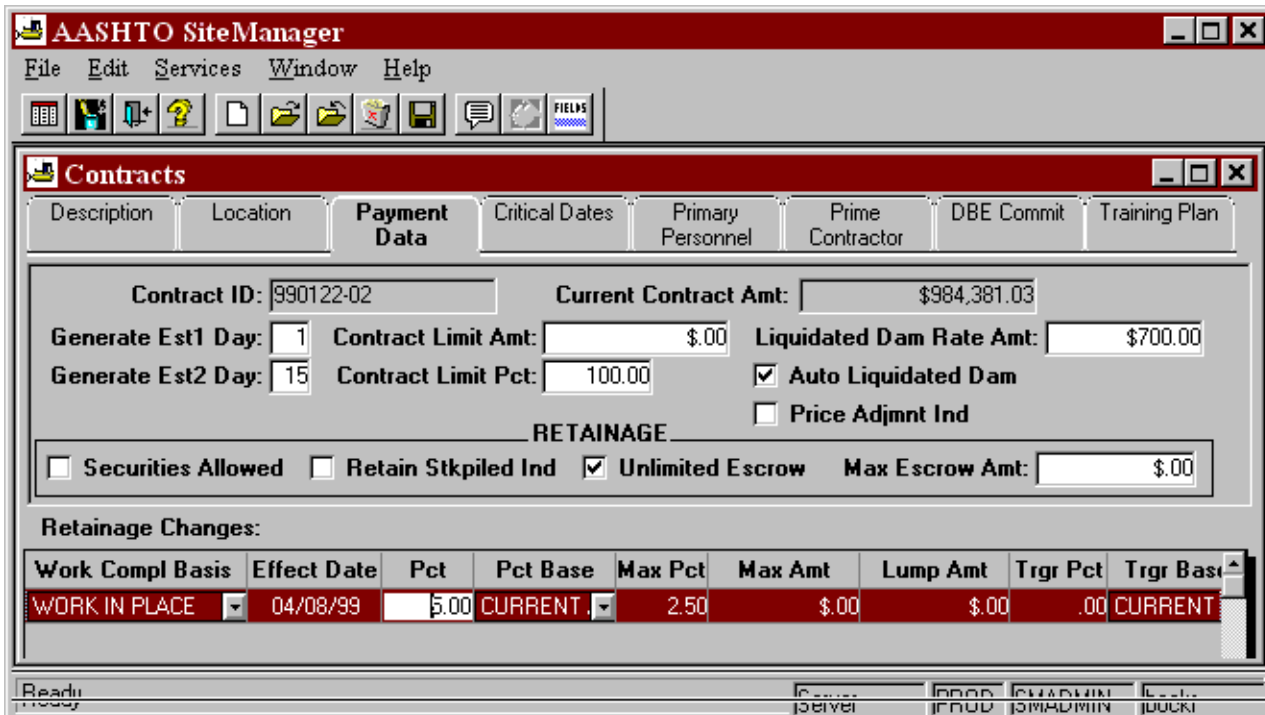 AASHTO SiteManager
File Edit Services Window Help
FIELDS
Contracts
Description Location Payment Data Critical Dates Primary Personnel Prime Contractor DBE Commit Training Plan
Contract ID: 990122-02 Current Contract Amt: $984,381.03
Generate Est1 Day: 1 Contract Limit Amt: $.00 Liquidated Dam Rate Amt: $700.00
Generate Est2 Day: 15 Contract Limit Pct: 100.00 Auto Liquidated Dam
Price Adjmnt Ind
RETAINAGE
Securities Allowed Retain Stkpiled Ind Unlimited Escrow Max Escrow Amt: $.00
Retainage Changes:
Work Compl Basis Effect Date Pct Pct Base Max Pct Max Amt Lump Amt Trgr Pct Trgr Base
WORK IN PLACE 04/08/99 5.00 CURRENT 2.50 $.00 $.00 .00 CURRENT
Ready Server PROD SMADMIN